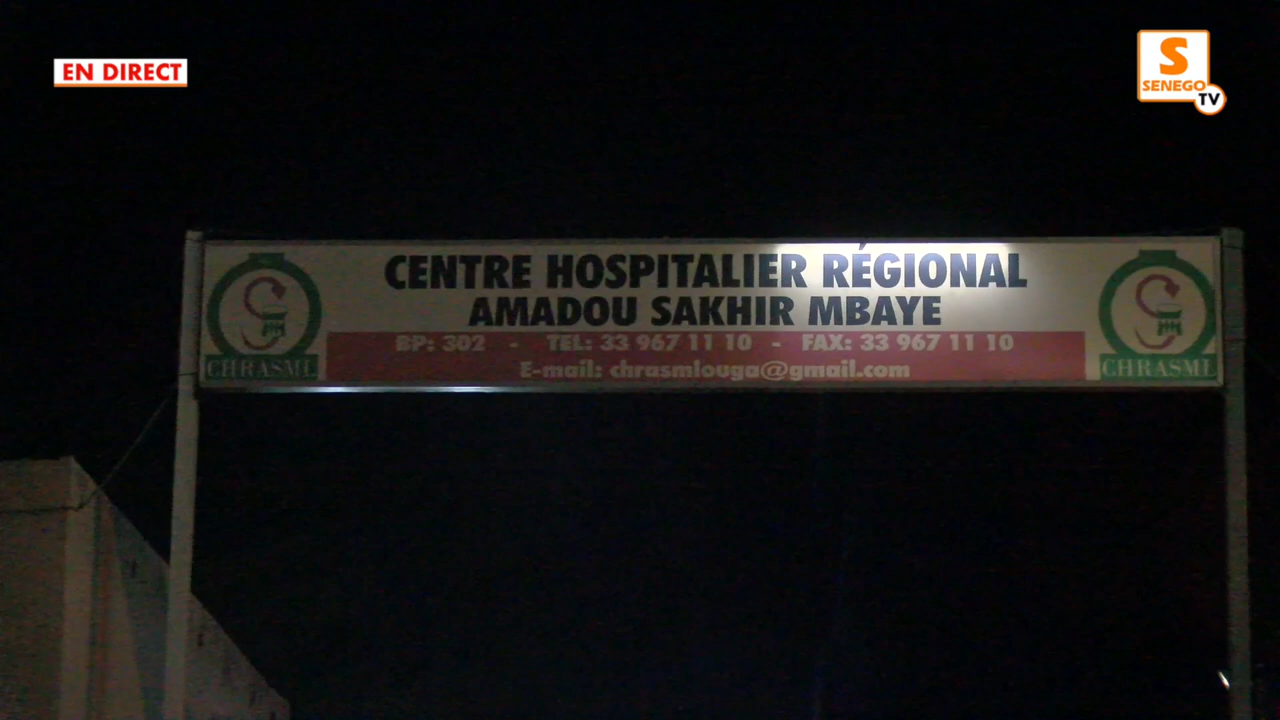 EN DIRECT
S
SENEGO
TV
CENTRE HOSPITALIER RÉGIONAL
AMADOU SAKHIR MBAYE
BP: 302 - TEL: 33 967 11 10 - FAX: 33 967 11 10
E-mail: chrasmlouga@gmail.com
CHRASML
CHRASML